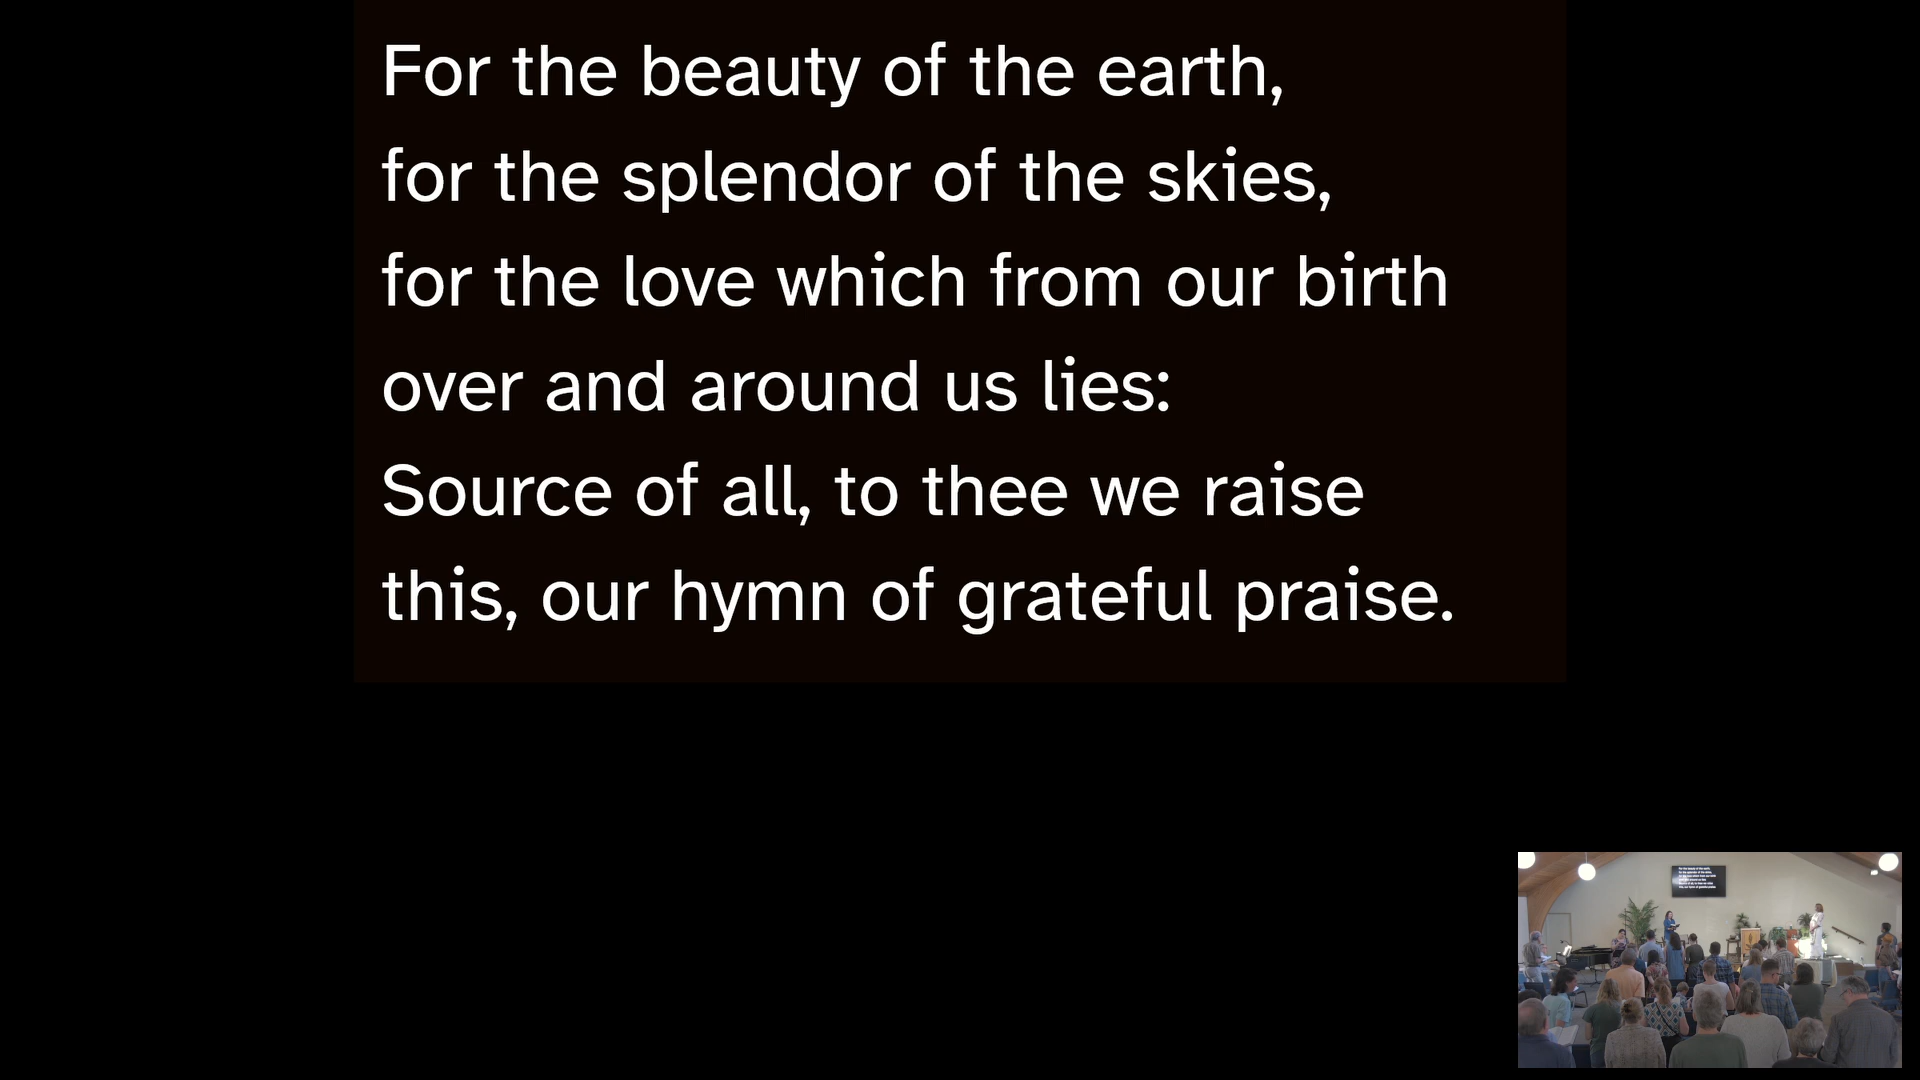 For the beauty of the earth,
for the splendor of the skies,
for the love which from our birth
over and around us lies:
Source of all, to thee we raise
this, our hymn of grateful praise.